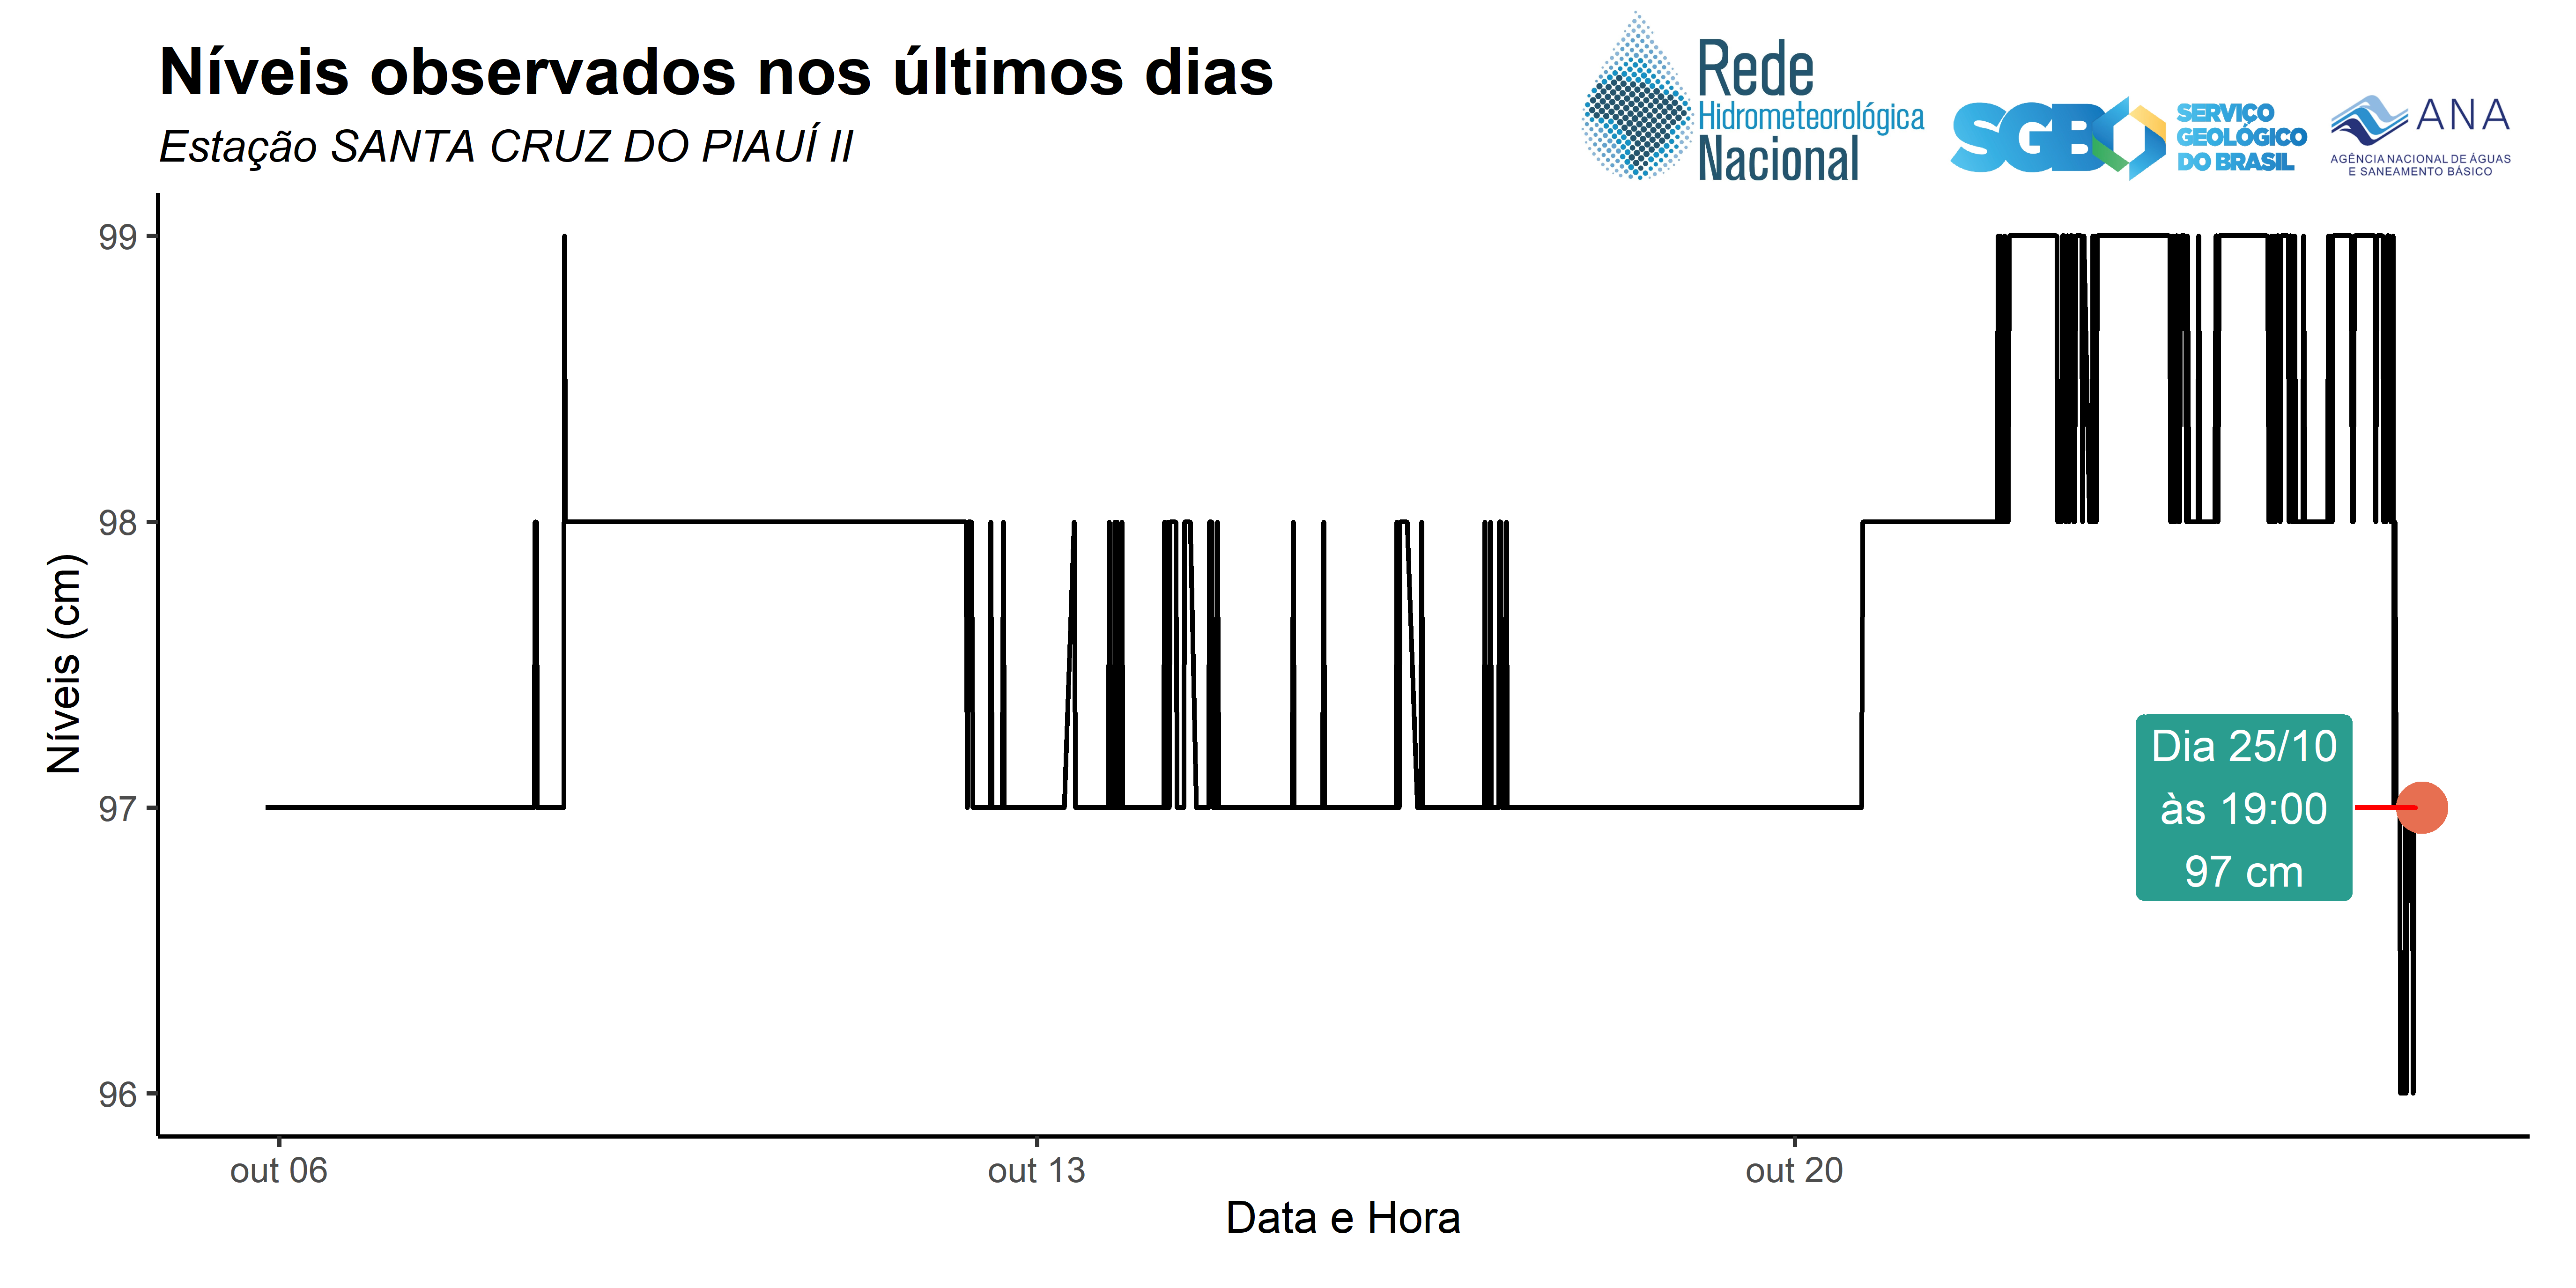 Níveis observados nos últimos dias
Estação SANTA CRUZ DO PIAUÍ II
Rede
Hidrometeorológica
Nacional
SGB
SERVIÇO
GEOLÓGICO
DO BRASIL
ANA
AGÊNCIA NACIONAL DE ÁGUAS
E SANEAMENTO BÁSICO
Níveis (cm)
99
98
97
96
Dia 25/10
às 19:00
97 cm
out 06
out 13
out 20
Data e Hora